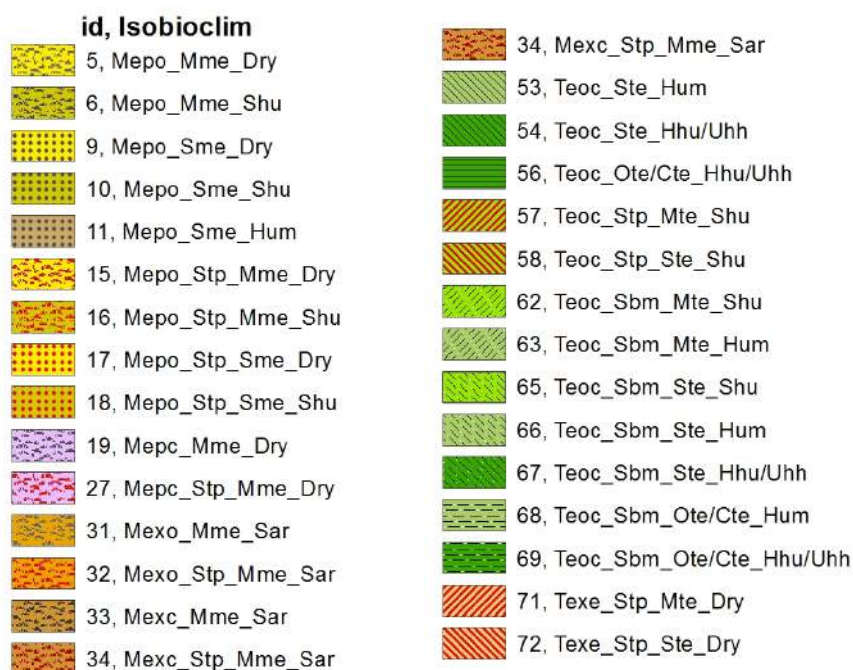 id, Isobioclim
5, Mepo_Mme_Dry
6, Mepo_Mme_Shu
9, Mepo_Sme_Dry
10, Mepo_Sme_Shu
11, Mepo_Sme_Hum
15, Mepo_Stp_Mme_Dry
16, Mepo_Stp_Mme_Shu
17, Mepo_Stp_Sme_Dry
18, Mepo_Stp_Sme_Shu
19, Mepc_Mme_Dry
27, Mepc_Stp_Mme_Dry
31, Mexo_Mme_Sar
32, Mexo_Stp_Mme_Sar
33, Mexc_Mme_Sar
34, Mexc_Stp_Mme_Sar
34, Mexc_Stp_Mme_Sar
53, Teoc_Ste_Hum
54, Teoc_Ste_Hhu/Uhh
56, Teoc_Ote/Cte_Hhu/Uhh
57, Teoc_Stp_Mte_Shu
58, Teoc_Stp_Ste_Shu
62, Teoc_Sbm_Mte_Shu
63, Teoc_Sbm_Mte_Hum
65, Teoc_Sbm_Ste_Shu
66, Teoc_Sbm_Ste_Hum
67, Teoc_Sbm_Ste_Hhu/Uhh
68, Teoc_Sbm_Ote/Cte_Hum
69, Teoc_Sbm_Ote/Cte_Hhu/Uhh
71, Texe_Stp_Mte_Dry
72, Texe_Stp_Ste_Dry